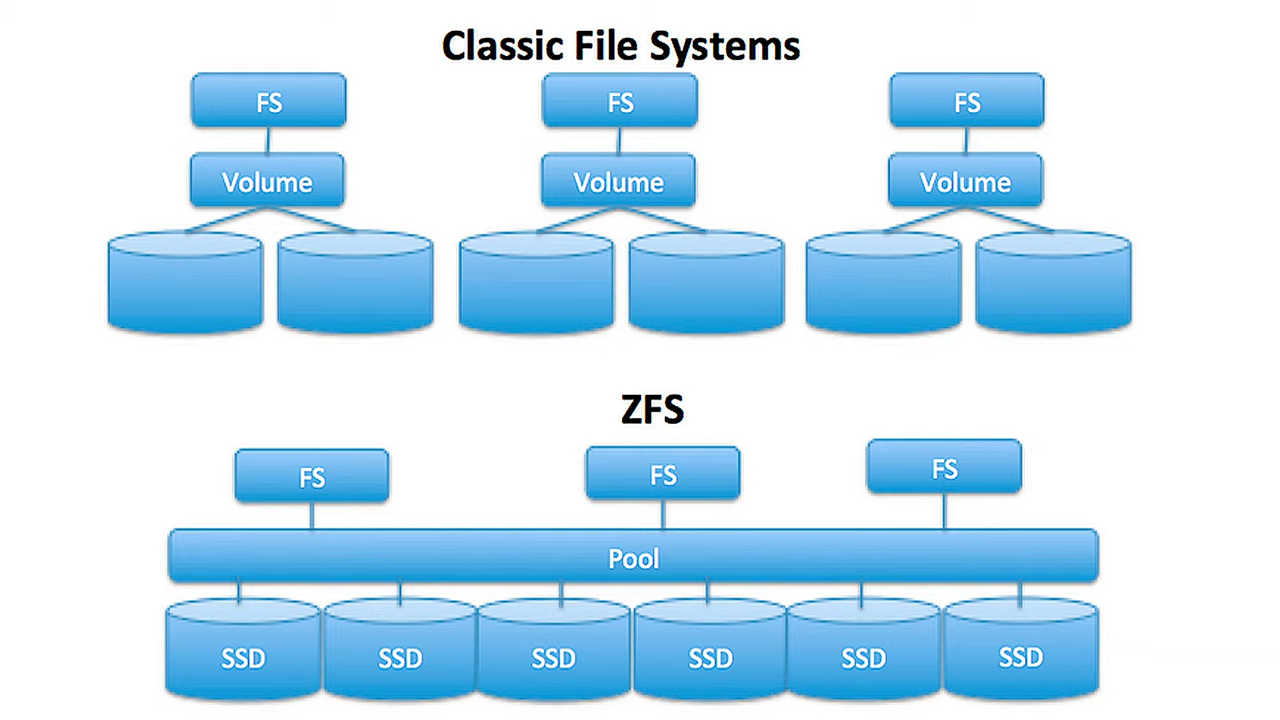 Classic File Systems
FS FS FS
Volume Volume Volume
ZFS
FS FS FS
Pool
SSD SSD SSD SSD SSD SSD